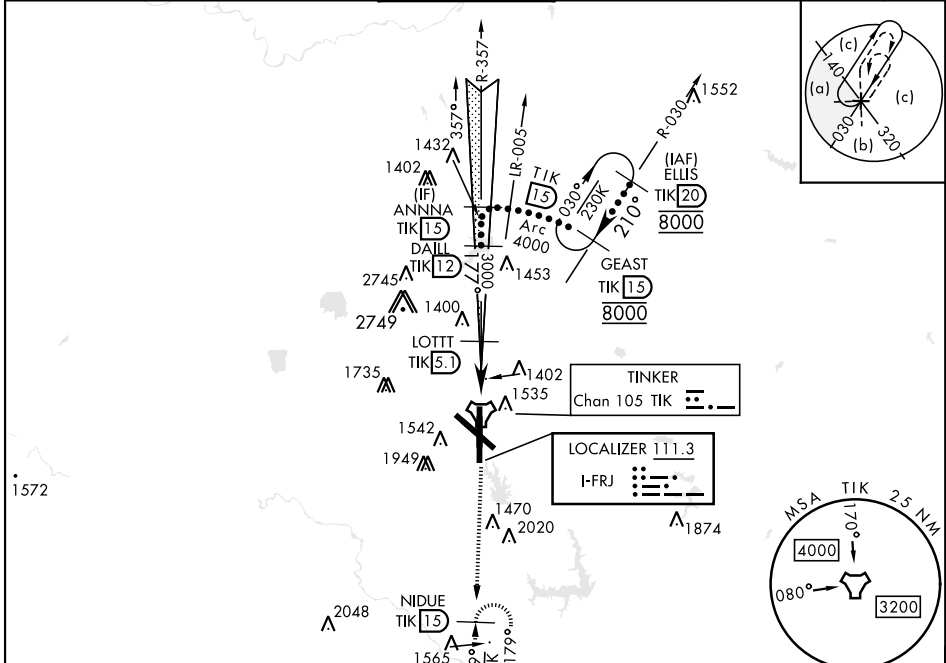 R-357
357°
LR-005
R-030
1552
1432
1402
(IF)
ANNNA
TIK 15
TIK
15
Arc
4000
030°
230K
210°
(IAF)
ELLIS
TIK 20
8000
DAILL
TIK 12
3000
177°
1453
GEAST
TIK 15
8000
2745
2749
1400
LOTTT
TIK 5.1
1735
1402
1535
TINKER
Chan 105 TIK
1542
1949
LOCALIZER 111.3
I-FRJ
1572
1470
2020
1874
2048
NIDUE
TIK 15
1565
179°
(c)
140
(a)
(c)
030
(b)
320
MSA TIK 25 NM
170°
4000
080°
3200